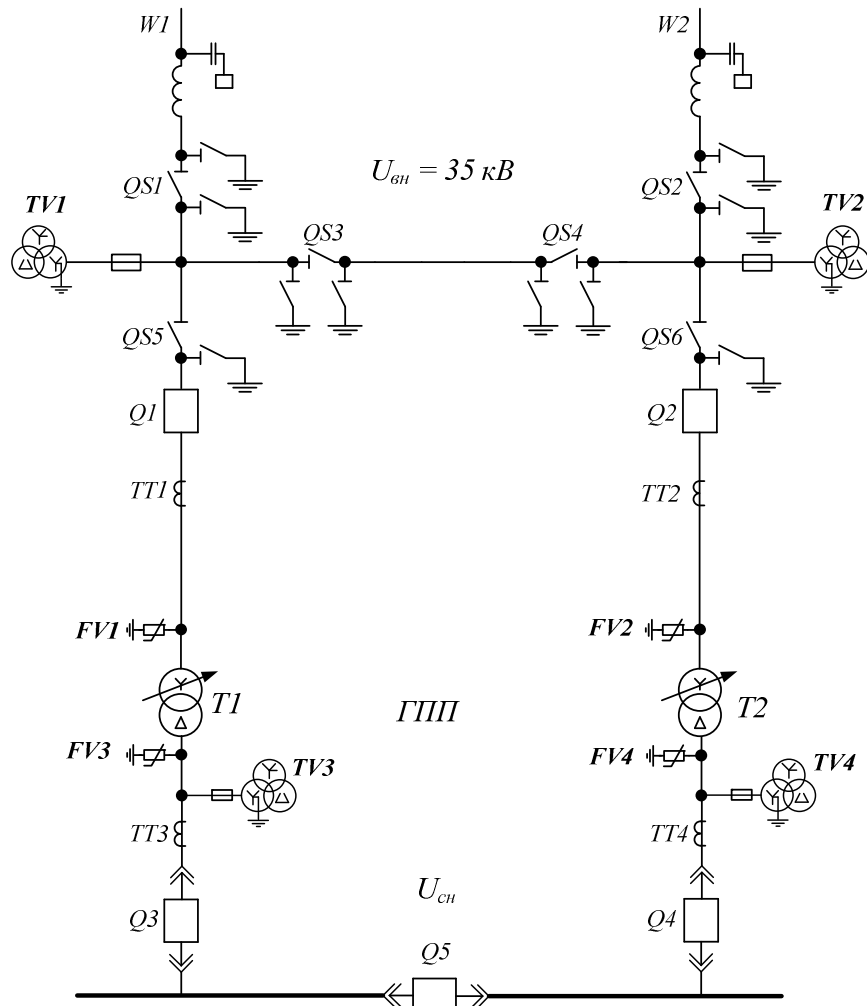 W1
W2
QS1
Uвн = 35 кВ
QS2
TV1
TV2
QS3
QS4
QS5
QS6
Q1
Q2
TT1
TT2
FV1
FV2
T1
ГПП
T2
FV3
TV3
FV4
TV4
TT3
TT4
Uсн
Q3
Q4
Q5